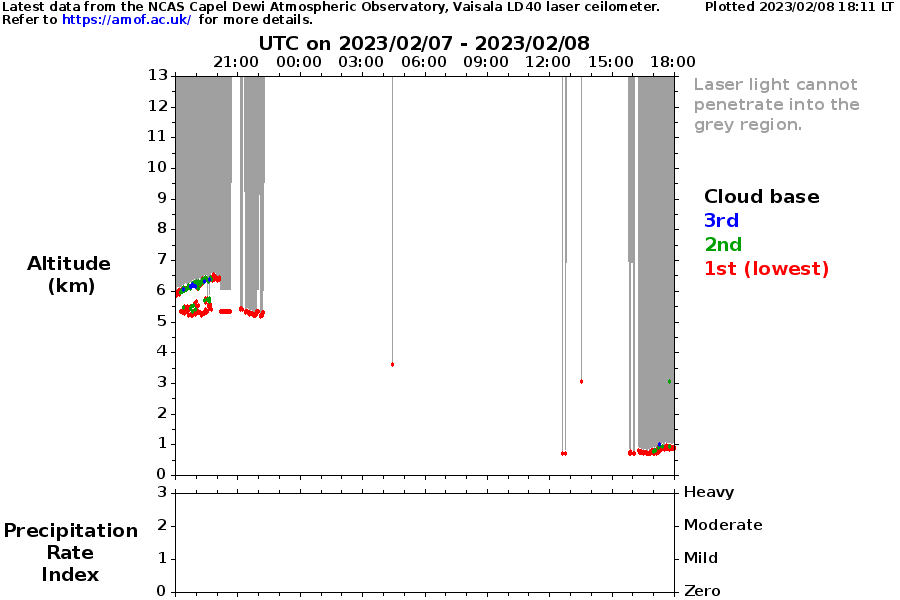 Latest data from the NCAS Capel Dewi Atmospheric Observatory, Vaisala LD40 laser ceilometer. Plotted 2023/02/08 18:11 LT
Refer to https://amof.ac.uk/ for more details.
UTC on 2023/02/07 - 2023/02/08
21:00 00:00 03:00 06:00 09:00 12:00 15:00 18:00
13
12
11
10
9
8
7
6
5
4
3
2
1
0
Altitude
(km)
Laser light cannot
penetrate into the
grey region.
Cloud base
3rd
2nd
1st (lowest)
3 Heavy
2 Moderate
1 Mild
0 Zero
Precipitation
Rate
Index